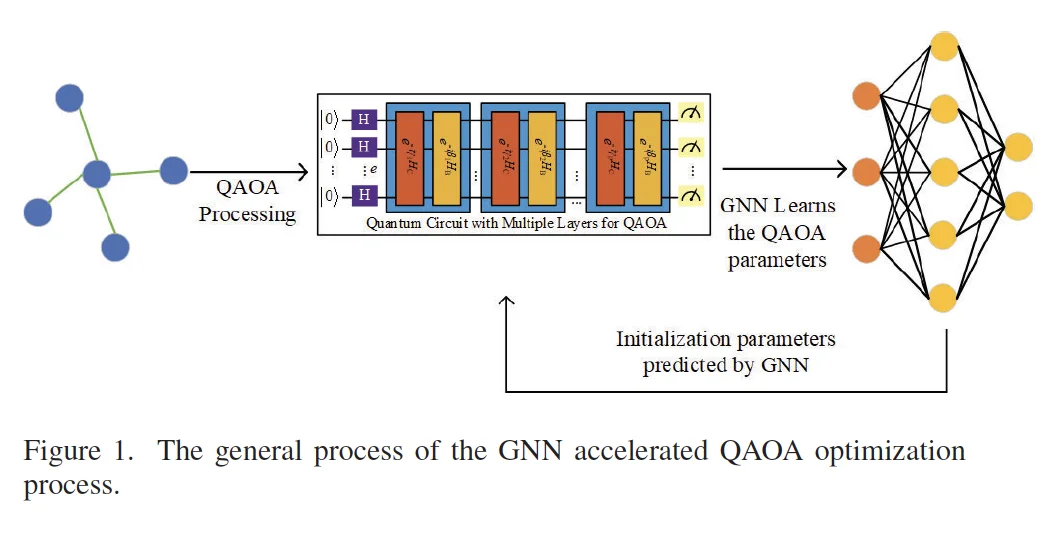 QAOA
Processing
|0⟩ H
|0⟩ H
⋮ ⋮e
|0⟩ H
⋮ ⋮
...
⋮
Quantum Circuit with Multiple Layers for QAOA
GNN Learns
the QAOA
parameters
Initialization parameters
predicted by GNN
Figure 1. The general process of the GNN accelerated QAOA optimization
process.